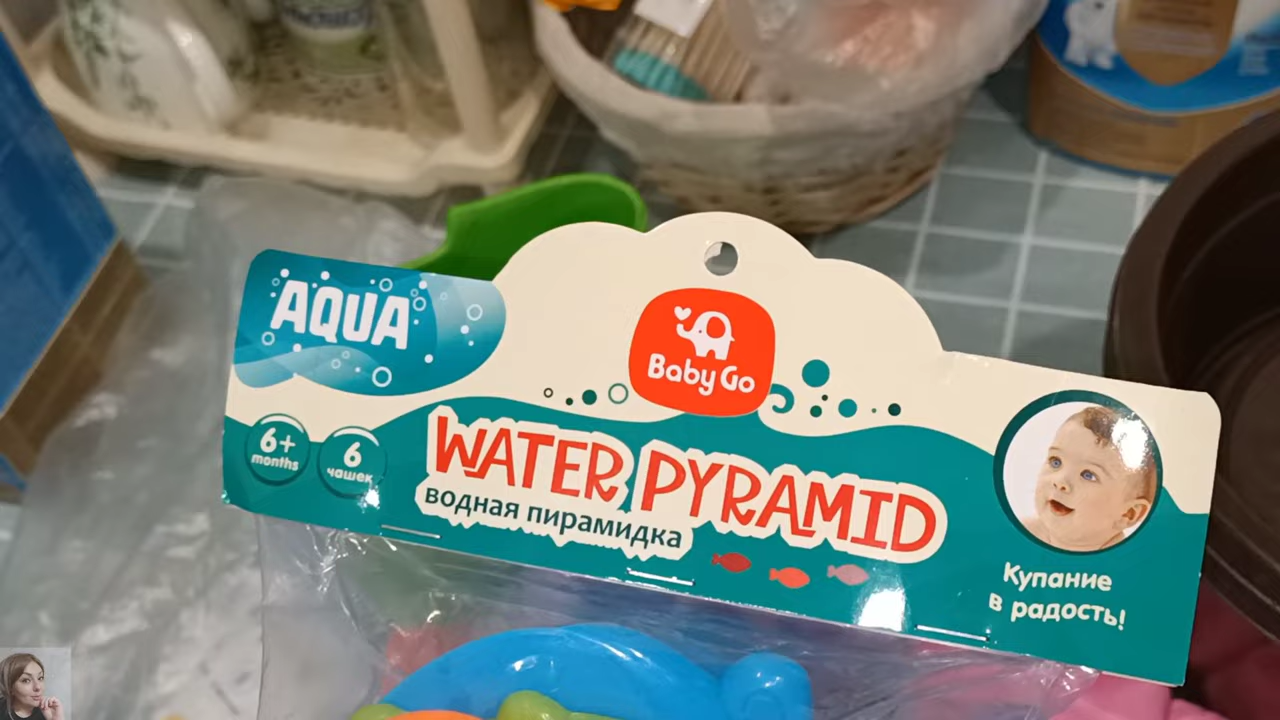 AQUA
Baby Go
6+
months
6
чашек
WATER PYRAMID
водная пирамидка
Купание
в радость!